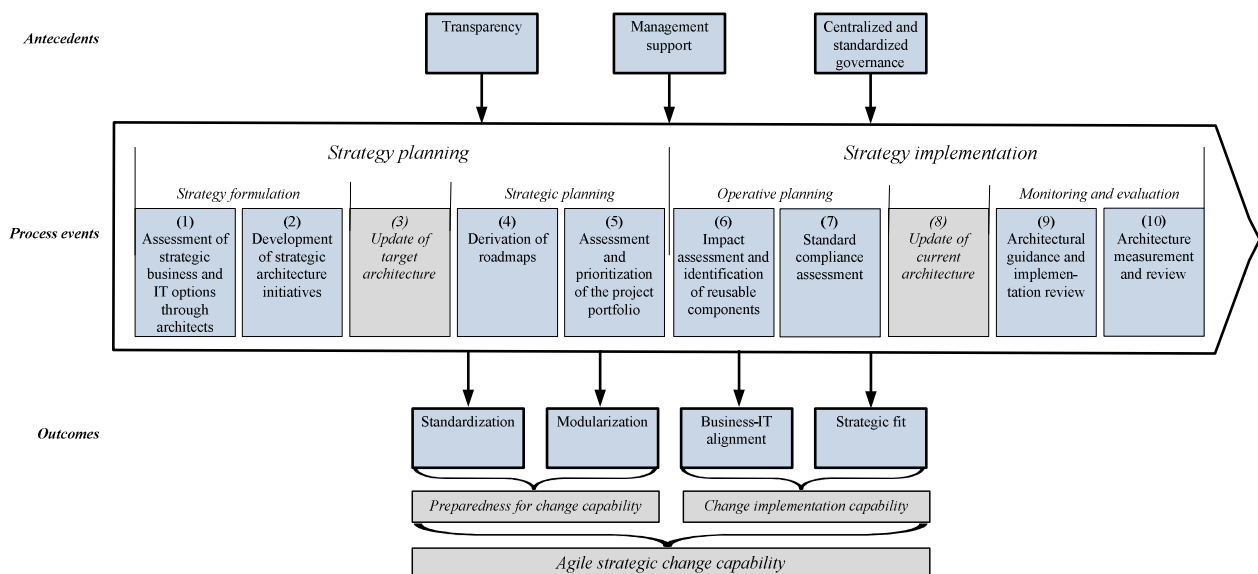 Antecedents
Transparency
Management
support
Centralized and
standardized
governance
Strategy planning
Strategy implementation
Strategy formulation
Strategic planning
Operative planning
Monitoring and evaluation
Process events
(1)
Assessment of
strategic
business and
IT options
through
architects
(2)
Development
of strategic
architecture
initiatives
(3)
Update of
target
architecture
(4)
Derivation of
roadmaps
(5)
Assessment
and
prioritization
of the project
portfolio
(6)
Impact
assessment and
identification
of reusable
components
(7)
Standard
compliance
assessment
(8)
Update of
current
architecture
(9)
Architectural
guidance and
implemen-
tation review
(10)
Architecture
measurement
and review
Outcomes
Standardization
Modularization
Business-IT
alignment
Strategic fit
Preparedness for change capability
Change implementation capability
Agile strategic change capability